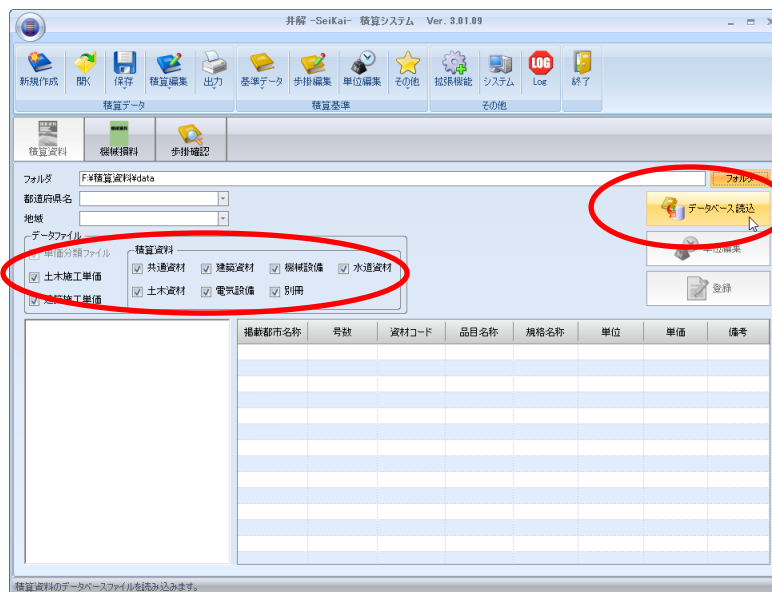 井解 -SeiKai- 積算システム Ver. 3.01.09
新規作成 開く 保存 積算編集 出力 基準データ 歩掛編集 単位編集 その他 拡張機能 システム LOG Log 終了
積算データ 積算基準 その他
積算資料 機械損料 歩掛確認
フォルダ F:¥積算資料¥data フォルダ
都道府県名
データベース読込
地域
データファイル
単価分類ファイル 積算資料
単位編集
共通資材 建築資材 機械設備 水道資材
土木施工単価
土木資材 電気設備 別冊
登録
建築施工単価
掲載都市名称 号数 資材コード 品目名称 規格名称 単位 単価 備考
積算資料のデータベースファイルを読み込みます。